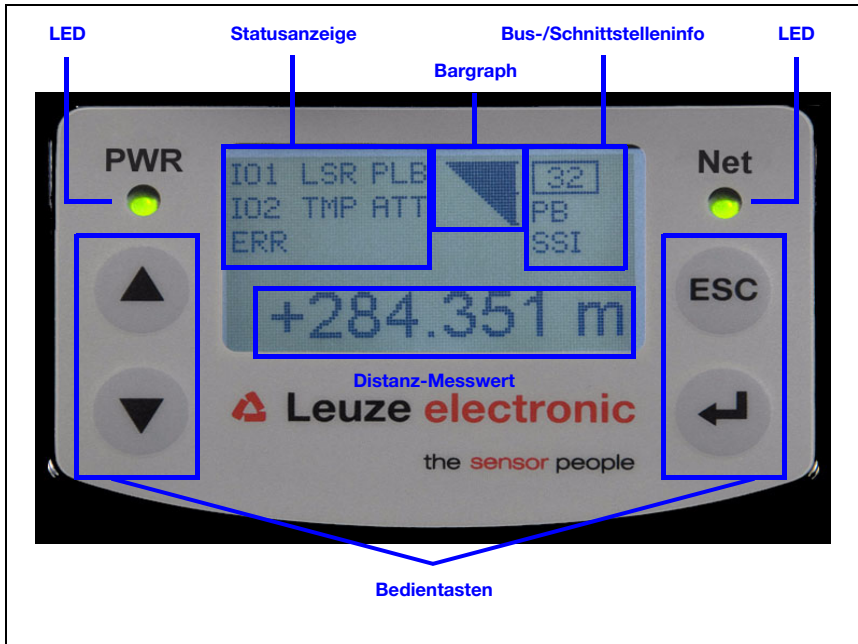 LED Statusanzeige Bus-/Schnittstelleninfo LED
Bargraph
PWR Net
IO1 LSR PLB 32
IO2 TMP ATT PB
ERR SSI
ESC
+284.351 m
Distanz-Messwert
Leuze electronic
the sensor people
Bedientasten